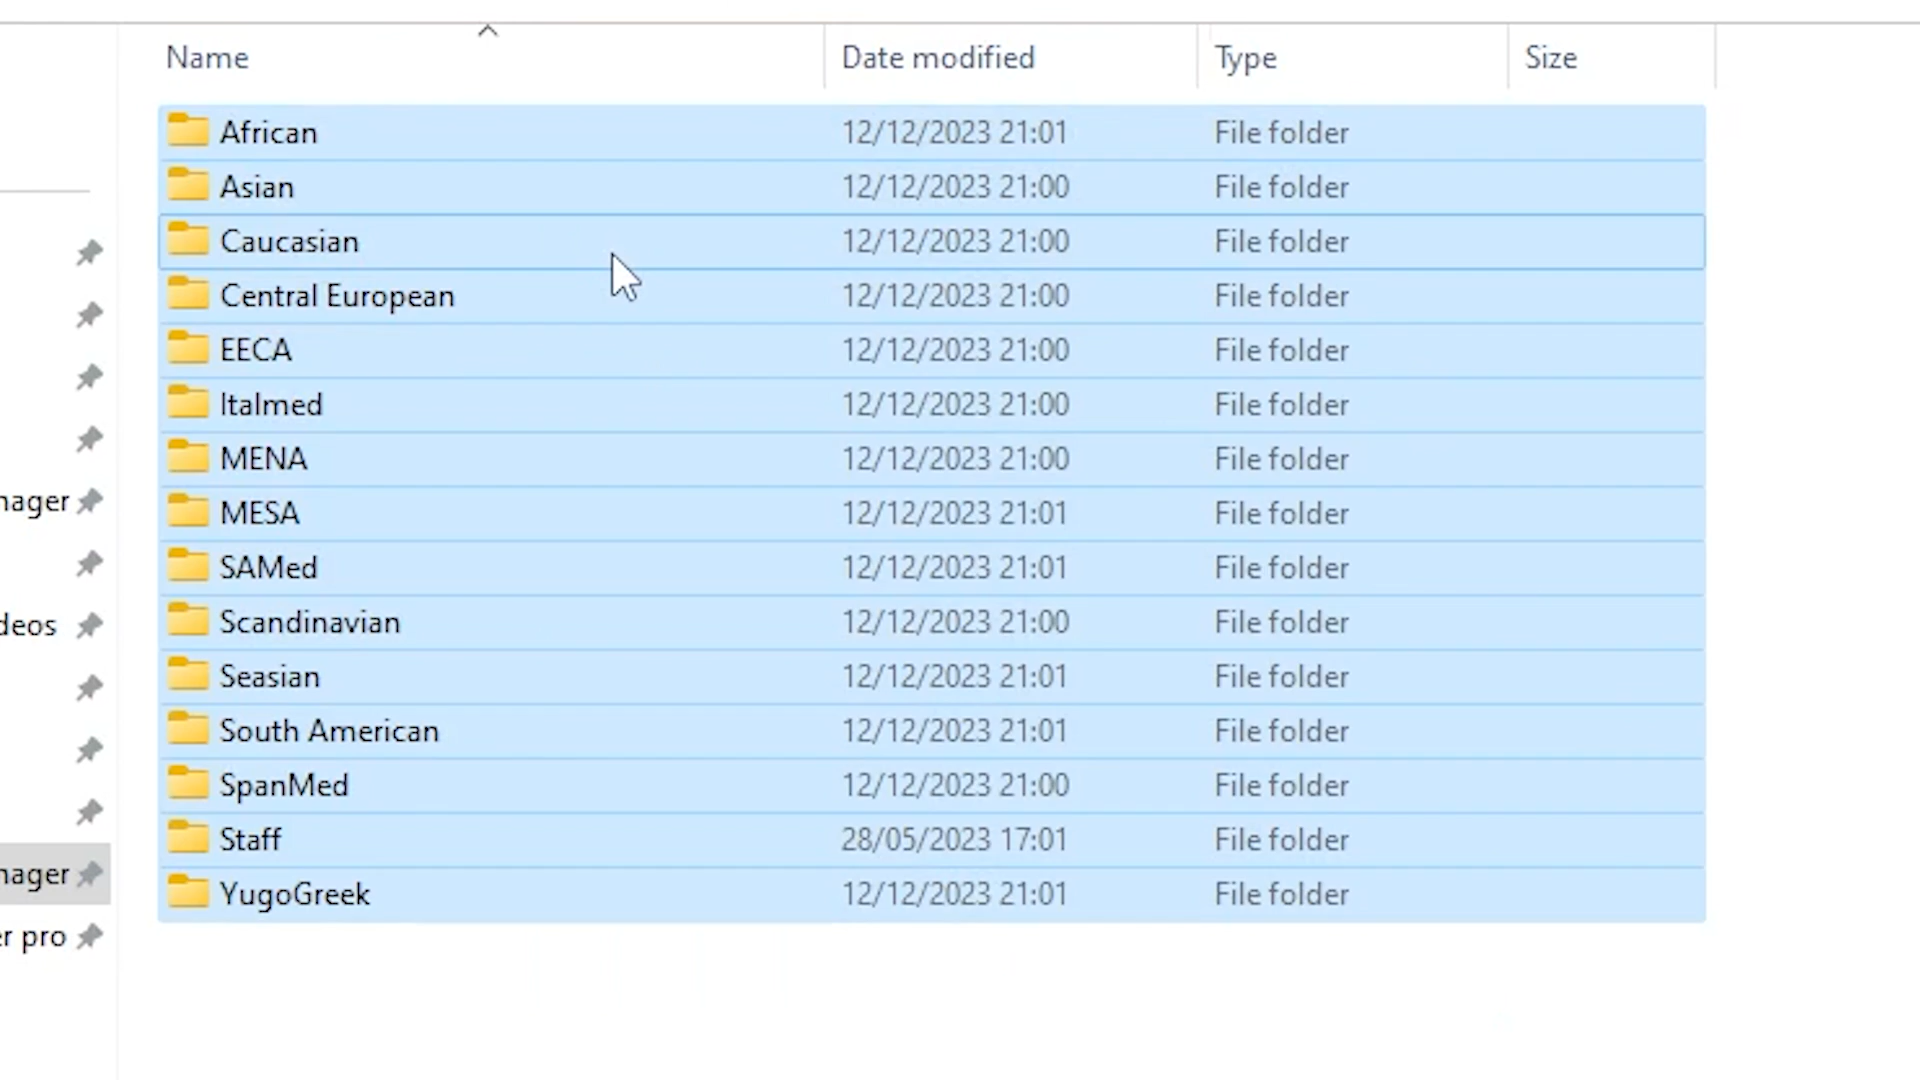 Name Date modified Type Size
African 12/12/2023 21:01 File folder
Asian 12/12/2023 21:00 File folder
Caucasian 12/12/2023 21:00 File folder
Central European 12/12/2023 21:00 File folder
EECA 12/12/2023 21:00 File folder
Italmed 12/12/2023 21:00 File folder
MENA 12/12/2023 21:00 File folder
nager MESA 12/12/2023 21:01 File folder
SAMed 12/12/2023 21:01 File folder
deos Scandinavian 12/12/2023 21:00 File folder
Seasian 12/12/2023 21:01 File folder
South American 12/12/2023 21:01 File folder
SpanMed 12/12/2023 21:00 File folder
Staff 28/05/2023 17:01 File folder
nager YugoGreek 12/12/2023 21:01 File folder
er pro